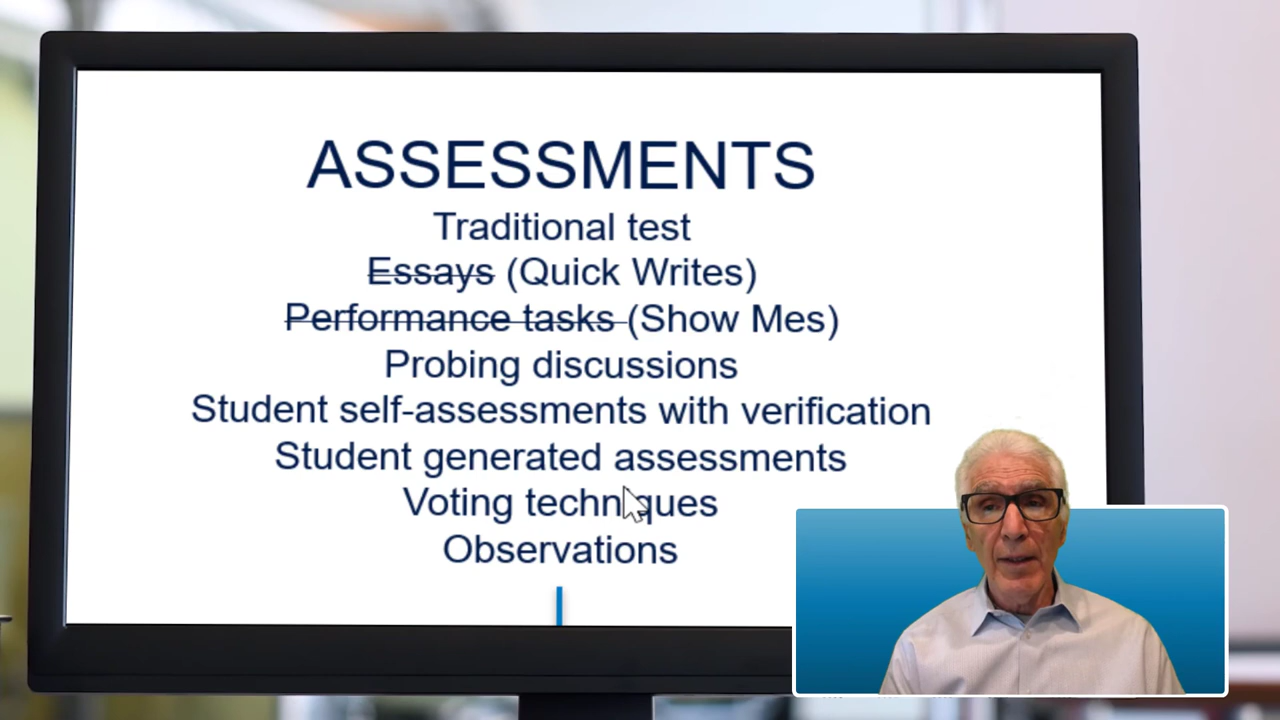 ASSESSMENTS
Traditional test
Essays (Quick Writes)
Performance tasks (Show Mes)
Probing discussions
Student self-assessments with verification
Student generated assessments
Voting techniques
Observations